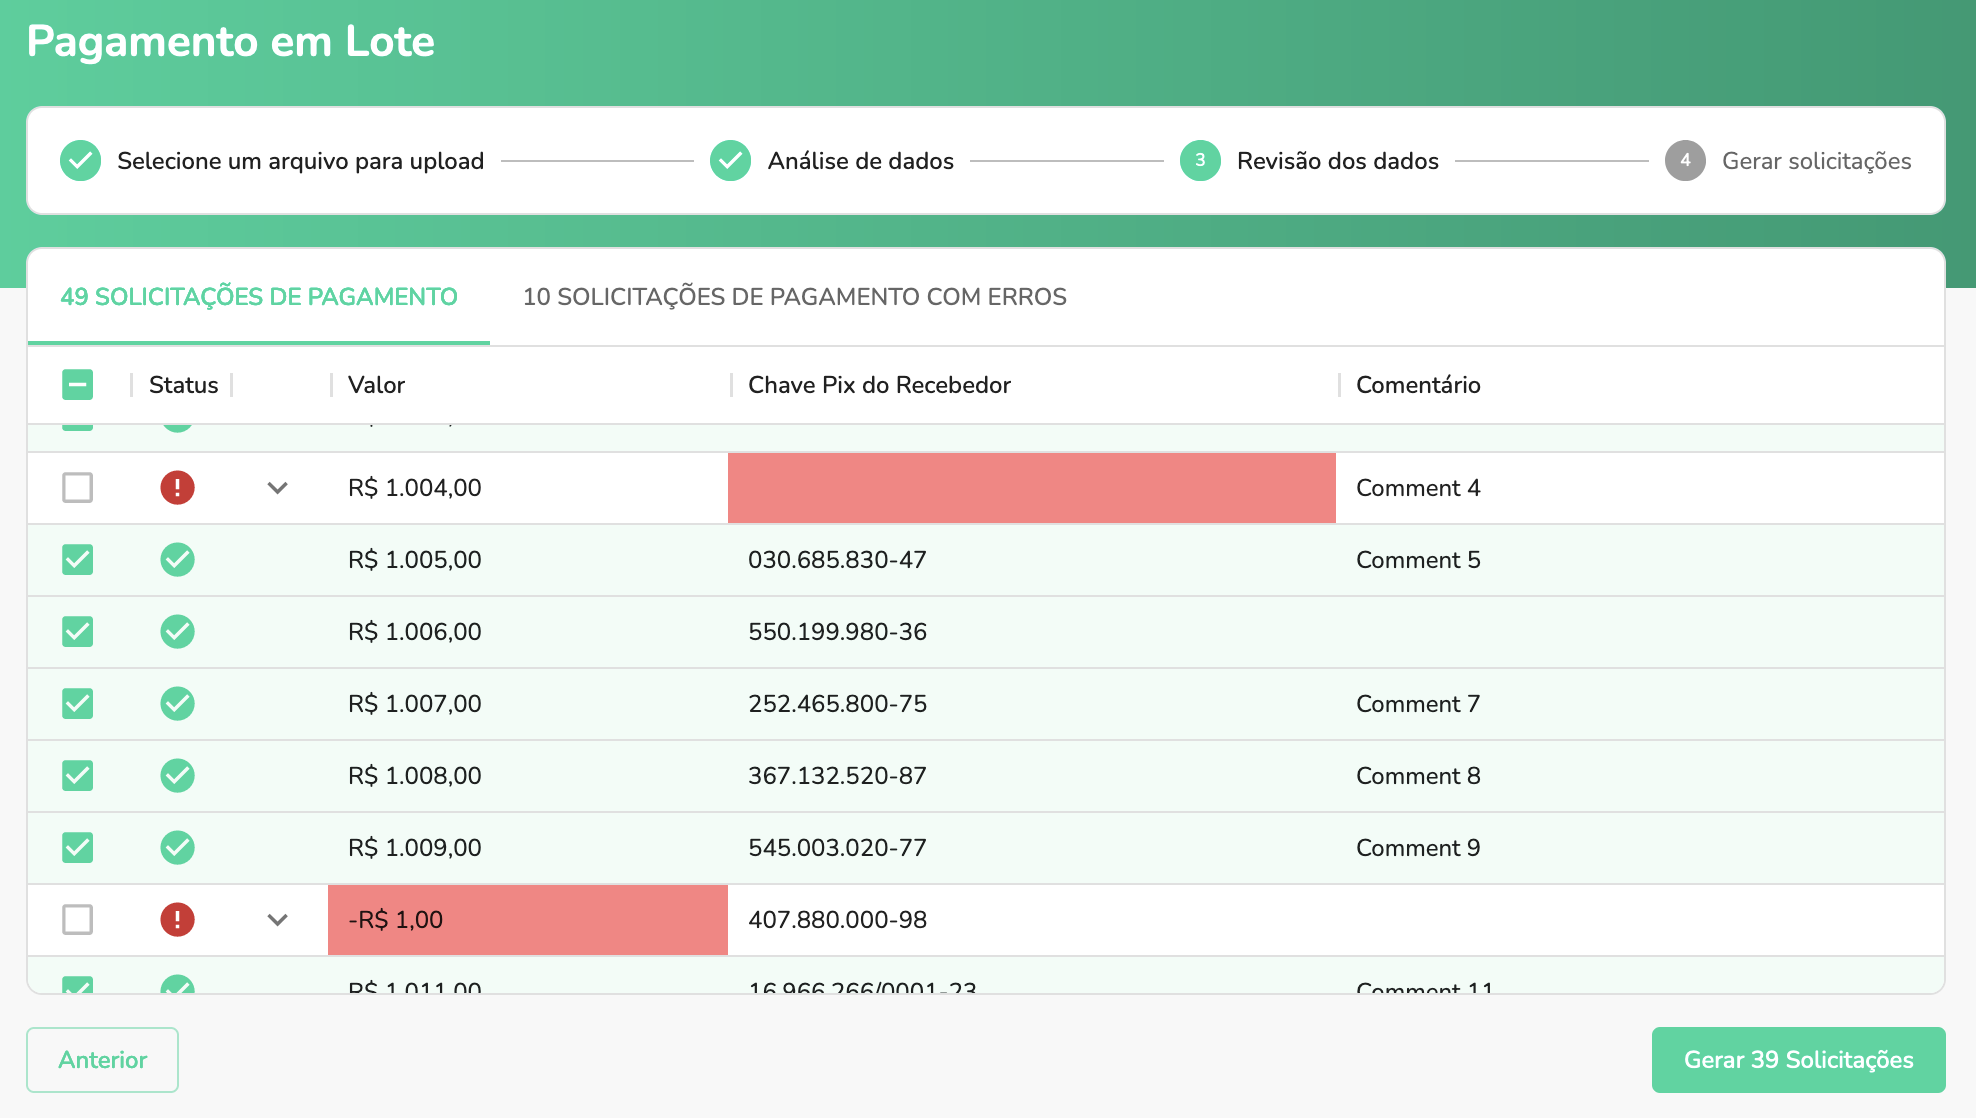 Pagamento em Lote
Selecione um arquivo para upload
Análise de dados
3 Revisão dos dados
4 Gerar solicitações
49 SOLICITAÇÕES DE PAGAMENTO
10 SOLICITAÇÕES DE PAGAMENTO COM ERROS
Status Valor Chave Pix do Recebedor Comentário
R$ 1.004,00 Comment 4
R$ 1.005,00 030.685.830-47 Comment 5
R$ 1.006,00 550.199.980-36
R$ 1.007,00 252.465.800-75 Comment 7
R$ 1.008,00 367.132.520-87 Comment 8
R$ 1.009,00 545.003.020-77 Comment 9
-R$ 1,00 407.880.000-98
R$ 1.011,00 16.966.266/0001-23 Comment 11
Anterior
Gerar 39 Solicitações